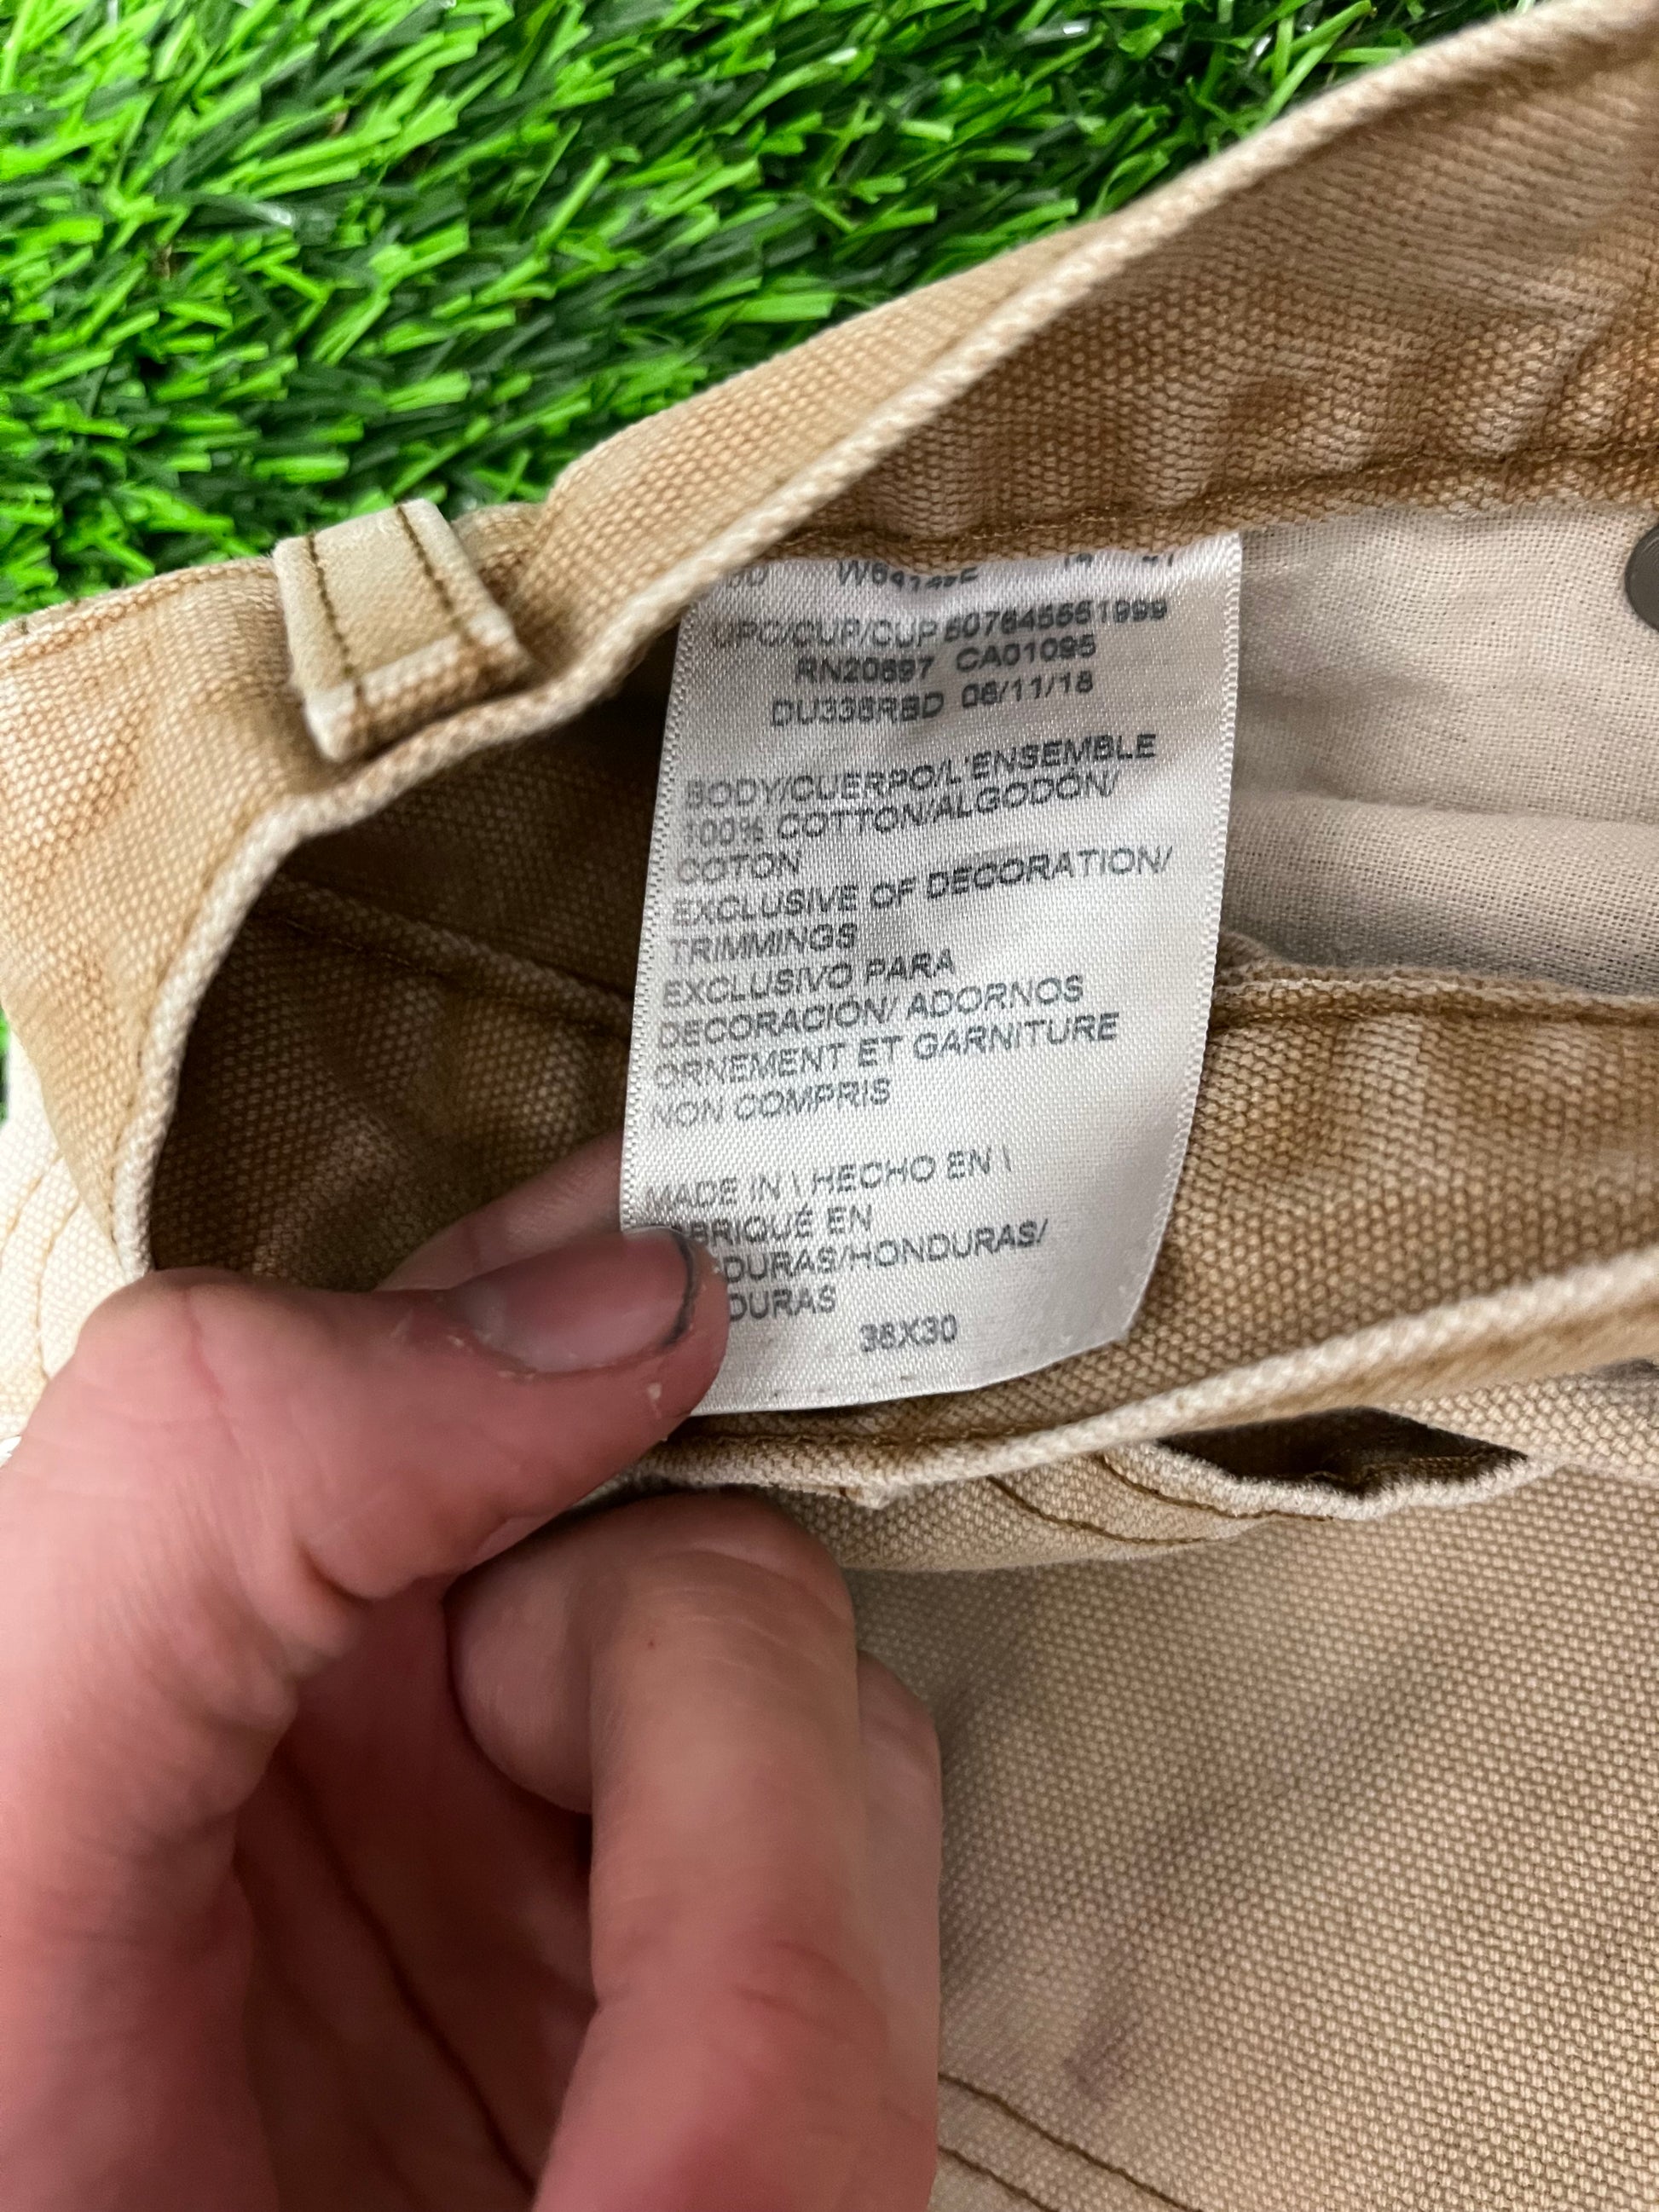 UPC/CUP/CUP 607645551999
RN20697 CA01095
DU336RBD 06/11/18
BODY/CUERPO/L'ENSEMBLE
100% COTTON/ALGODÓN/
COTON
EXCLUSIVE OF DECORATION/
TRIMMINGS
EXCLUSIVO PARA
DECORACIÓN/ ADORNOS
ORNEMENT ET GARNITURE
NON COMPRIS
MADE IN \ HECHO EN \
BRIQUÉ EN
DURAS/HONDURAS/
DURAS